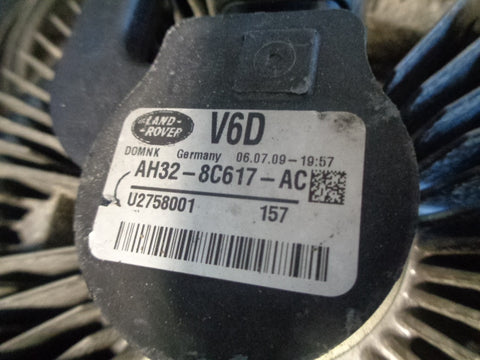 LAND-
-ROVER
V6D
DOMNK Germany 06.07.09-19:57
AH32-8C617-AC
U2758001 157